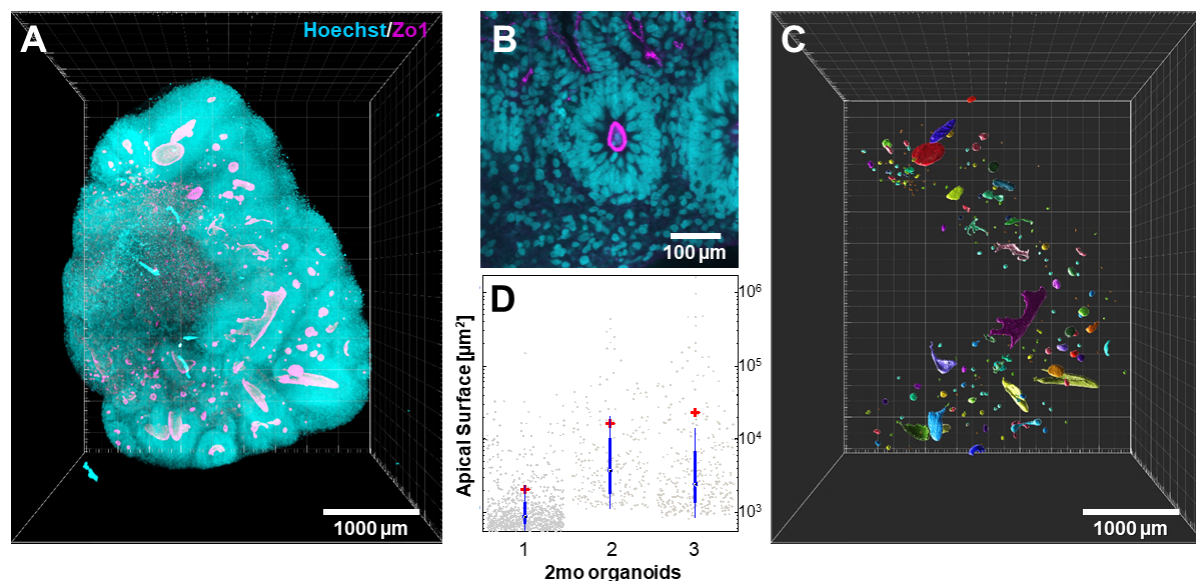 A
Hoechst/Zo1
1000 µm
B
100 µm
C
1000 µm
D
Apical Surface [µm²]
10⁶
10⁵
10⁴
10³
1 2 3
2mo organoids